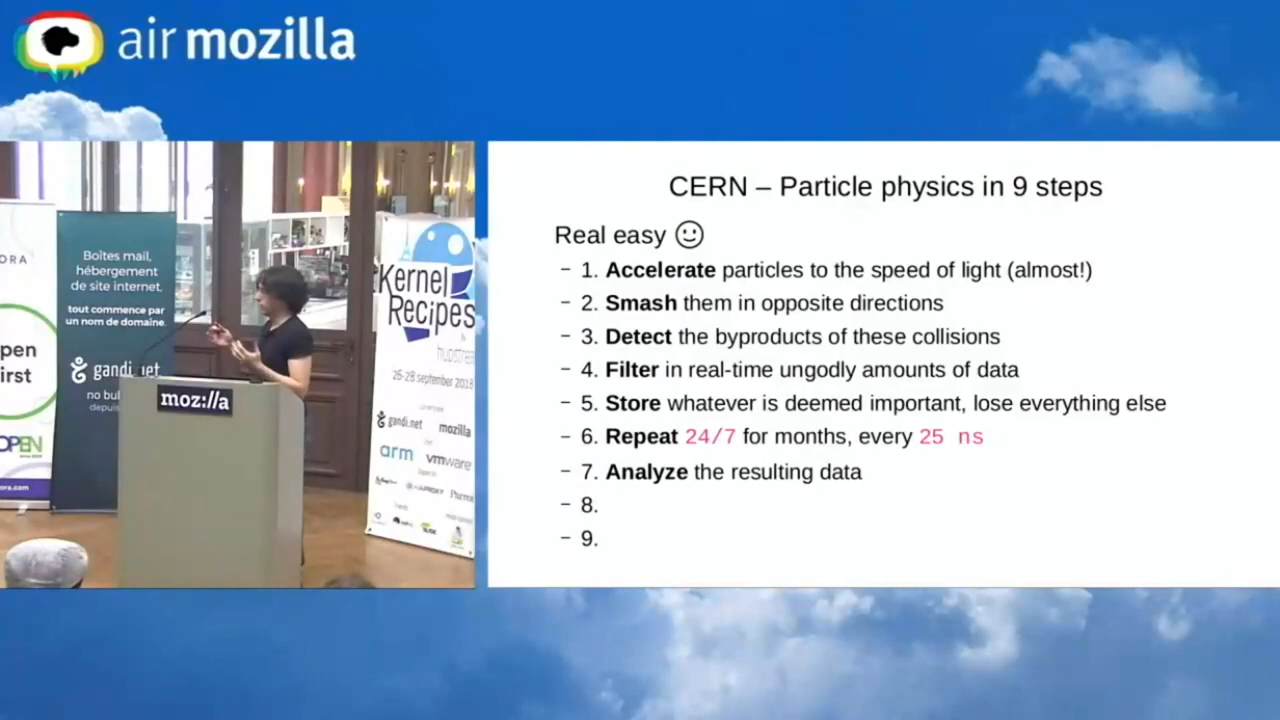 air mozilla
CERN – Particle physics in 9 steps
Real easy ☺
– 1. Accelerate particles to the speed of light (almost!)
– 2. Smash them in opposite directions
– 3. Detect the byproducts of these collisions
– 4. Filter in real-time ungodly amounts of data
– 5. Store whatever is deemed important, lose everything else
– 6. Repeat 24/7 for months, every 25 ns
– 7. Analyze the resulting data
– 8.
– 9.
ORA
pen
irst
OPEN
Boîtes mail,
hébergement
de site internet,
tout commence par
un nom de domaine.
gandi.net
no bul
depuis
moz://a
Kernel
Recipes
26-28 september 2018
gandi.net mozilla
arm vmware